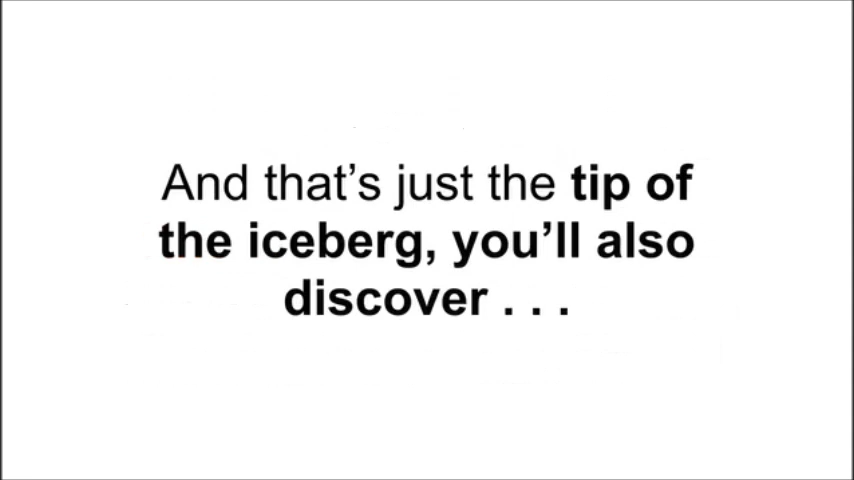 And that’s just the tip of
the iceberg, you’ll also
discover . . .